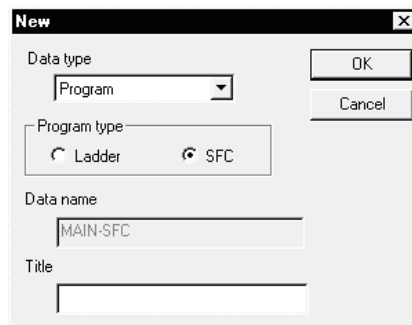 New
Data type
OK
Program
Cancel
Program type
Ladder
SFC
Data name
MAIN-SFC
Title